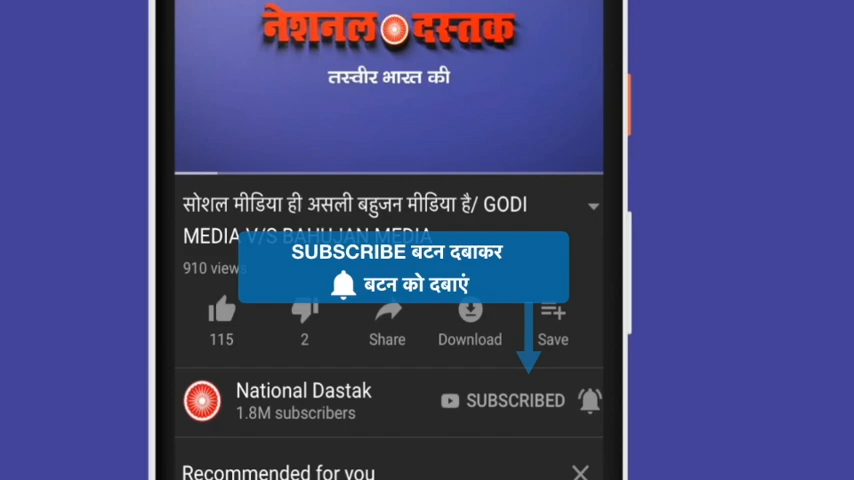 नेशनल दस्तक
तस्वीर भारत की
सोशल मीडिया ही असली बहुजन मीडिया है/ GODI
MEDIA V/S BAHUJAN MEDIA
910 views
SUBSCRIBE बटन दबाकर
बटन को दबाएं
115
2
Share
Download
Save
National Dastak
1.8M subscribers
SUBSCRIBED
Recommended for you